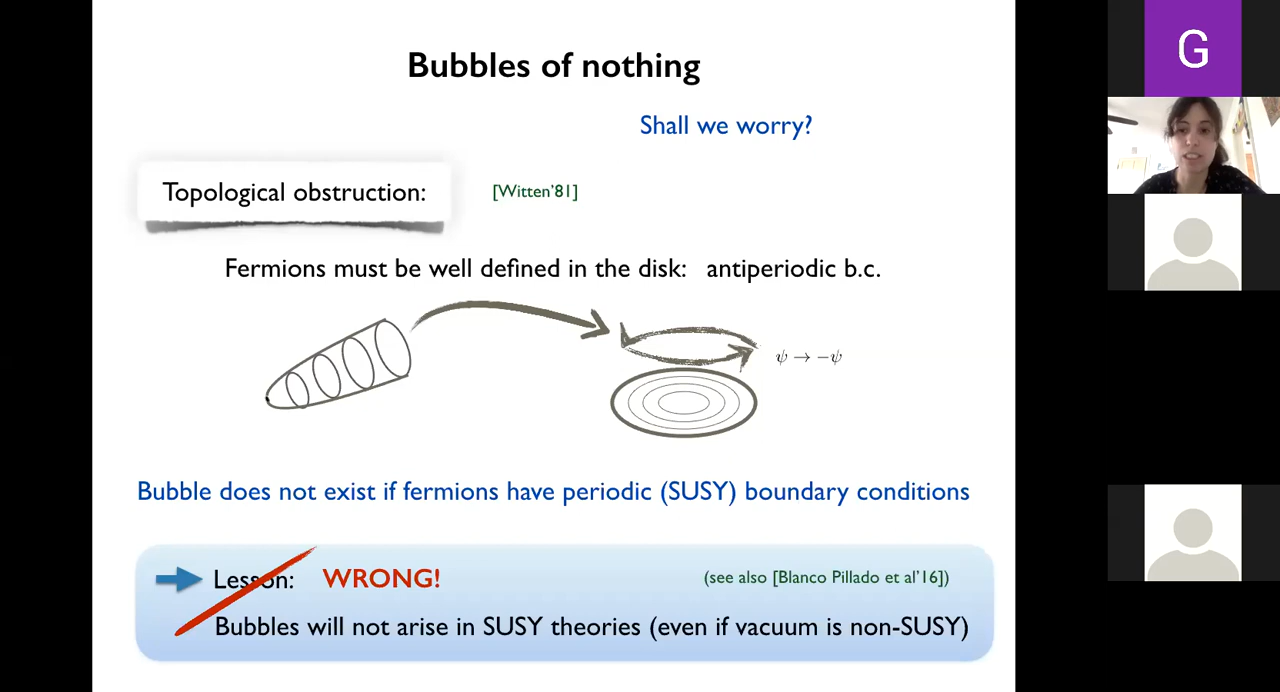 Bubbles of nothing
Shall we worry?
Topological obstruction: [Witten'81]
Fermions must be well defined in the disk: antiperiodic b.c.
ψ → −ψ
Bubble does not exist if fermions have periodic (SUSY) boundary conditions
Lesson: WRONG! (see also [Blanco Pillado et al'16])
Bubbles will not arise in SUSY theories (even if vacuum is non-SUSY)
G